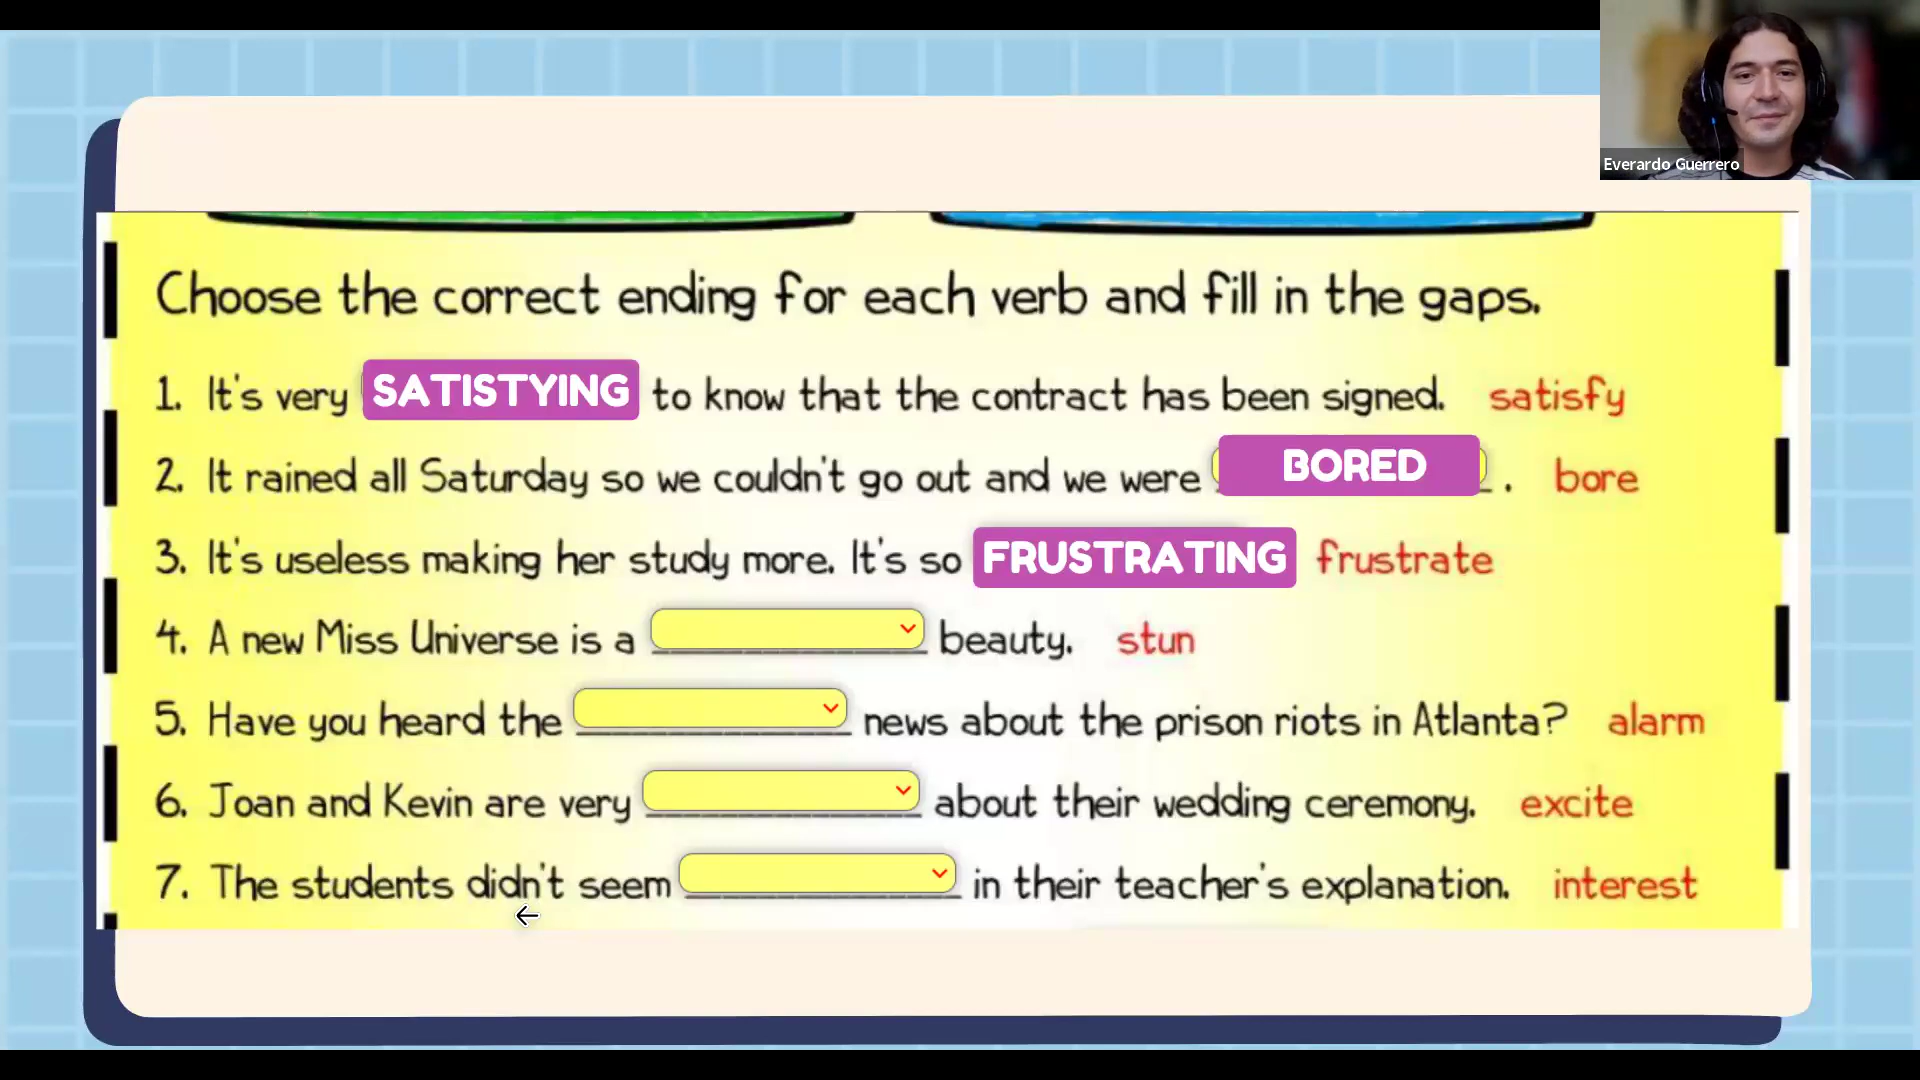 Everardo Guerrero
Choose the correct ending for each verb and fill in the gaps.
1. It's very SATISTYING to know that the contract has been signed. satisfy
2. It rained all Saturday so we couldn't go out and we were BORED. bore
3. It's useless making her study more. It's so FRUSTRATING frustrate
4. A new Miss Universe is a ____ beauty. stun
5. Have you heard the ____ news about the prison riots in Atlanta? alarm
6. Joan and Kevin are very ____ about their wedding ceremony. excite
7. The students didn't seem ____ in their teacher's explanation. interest